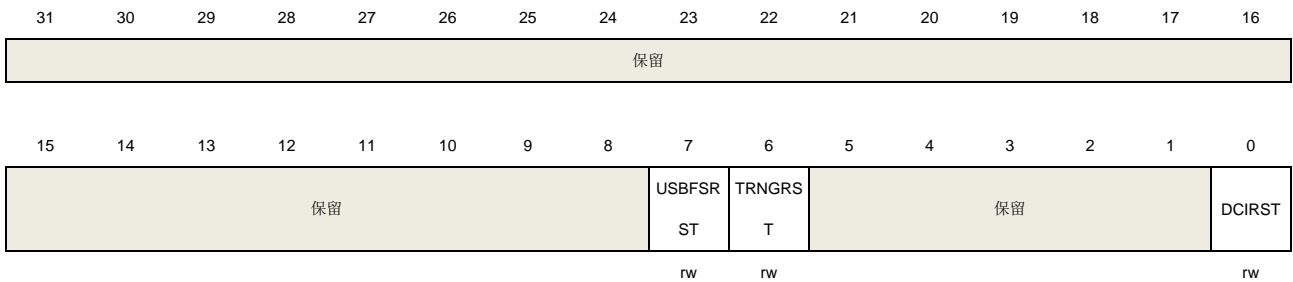 31 30 29 28 27 26 25 24 23 22 21 20 19 18 17 16
保留
15 14 13 12 11 10 9 8 7 6 5 4 3 2 1 0
保留 USBFSR TRNGRS 保留 DCIRST
ST T
rw rw rw